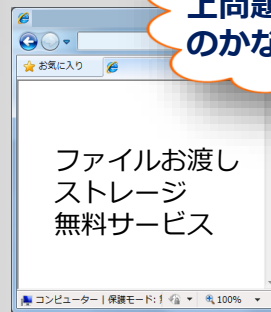 上問題
のかな
お気に入り
ファイルお渡し
ストレージ
無料サービス
コンピューター | 保護モード:
100%